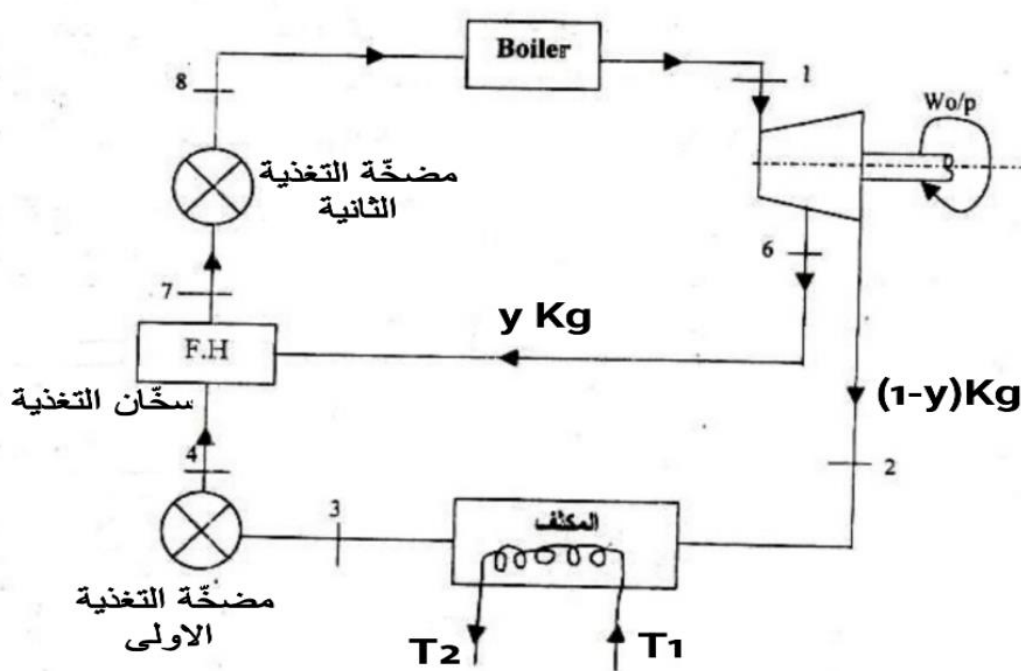 Boiler
8
1
Wo/p
مضخّة التغذية
الثانية
6
7
y Kg
F.H
سخّان التغذية
(1-y)Kg
4
2
3
المكثف
مضخّة التغذية
الاولى
T2
T1